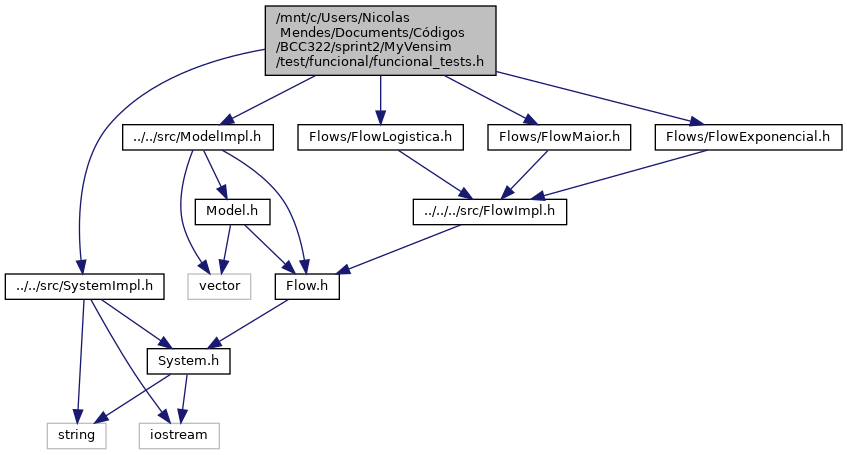 /mnt/c/Users/Nicolas
Mendes/Documents/Códigos
/BCC322/sprint2/MyVensim
/test/funcional/funcional_tests.h
../../src/ModelImpl.h
Flows/FlowLogistica.h
Flows/FlowMaior.h
Flows/FlowExponencial.h
Model.h
../../../src/FlowImpl.h
../../src/SystemImpl.h
vector
Flow.h
System.h
string
iostream